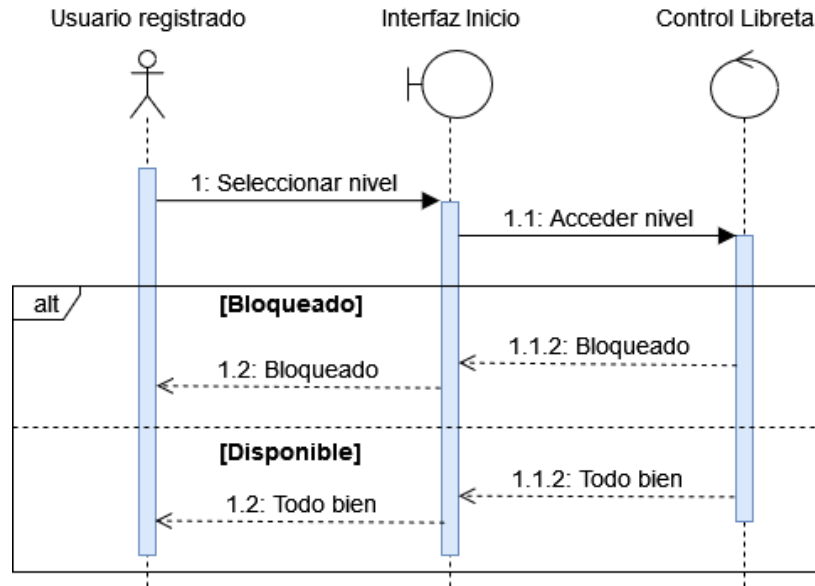 Usuario registrado
Interfaz Inicio
Control Libreta
1: Seleccionar nivel
1.1: Acceder nivel
alt
[Bloqueado]
1.1.2: Bloqueado
1.2: Bloqueado
[Disponible]
1.1.2: Todo bien
1.2: Todo bien